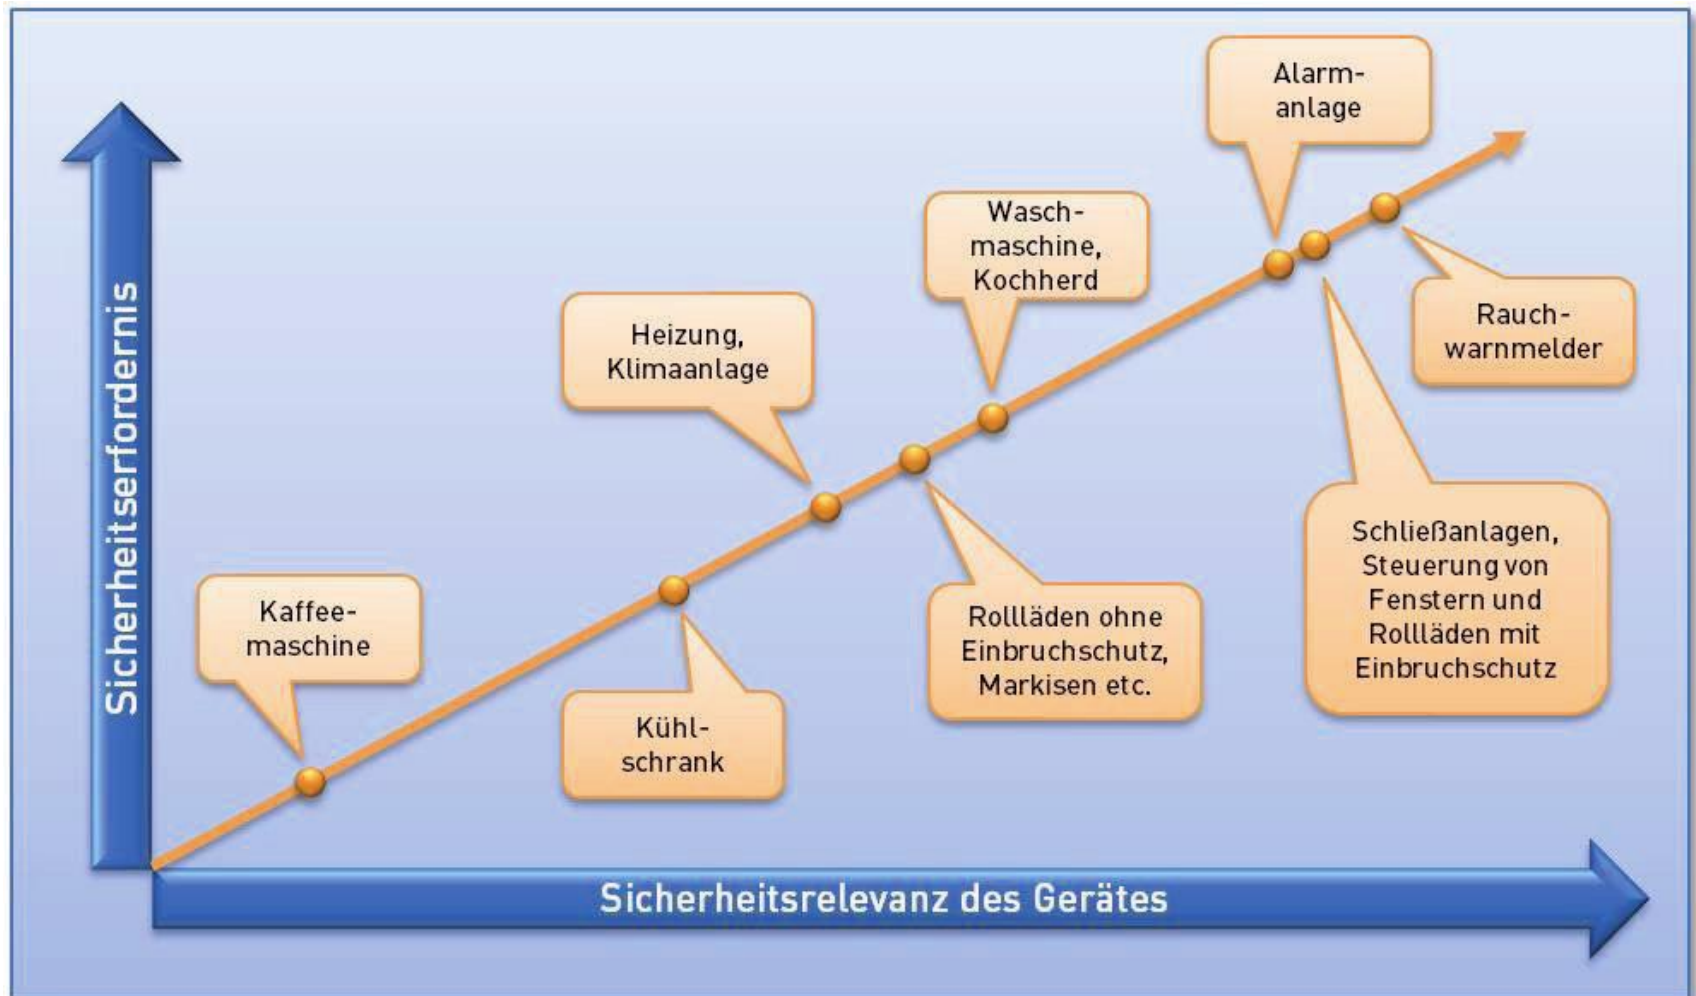 Alarm-
anlage
Wasch-
maschine,
Kochherd
Heizung,
Klimaanlage
Rauch-
warnmelder
Schließanlagen,
Steuerung von
Fenstern und
Rollläden mit
Einbruchschutz
Kaffee-
maschine
Rollläden ohne
Einbruchschutz,
Markisen etc.
Kühl-
schrank
Sicherheitserfordernis
Sicherheitsrelevanz des Gerätes